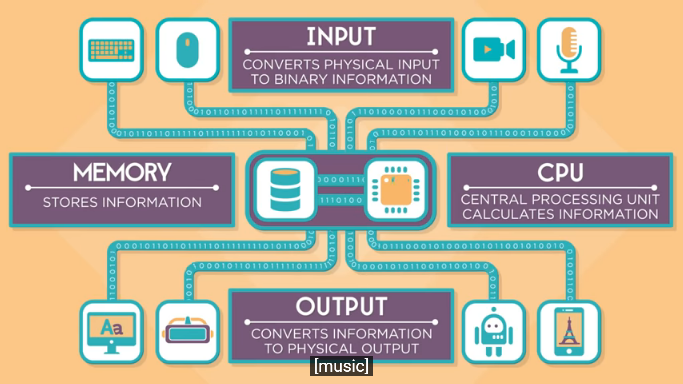 INPUT
CONVERTS PHYSICAL INPUT
TO BINARY INFORMATION
MEMORY
STORES INFORMATION
CPU
CENTRAL PROCESSING UNIT
CALCULATES INFORMATION
Aa
OUTPUT
CONVERTS INFORMATION
TO PHYSICAL OUTPUT
[music]